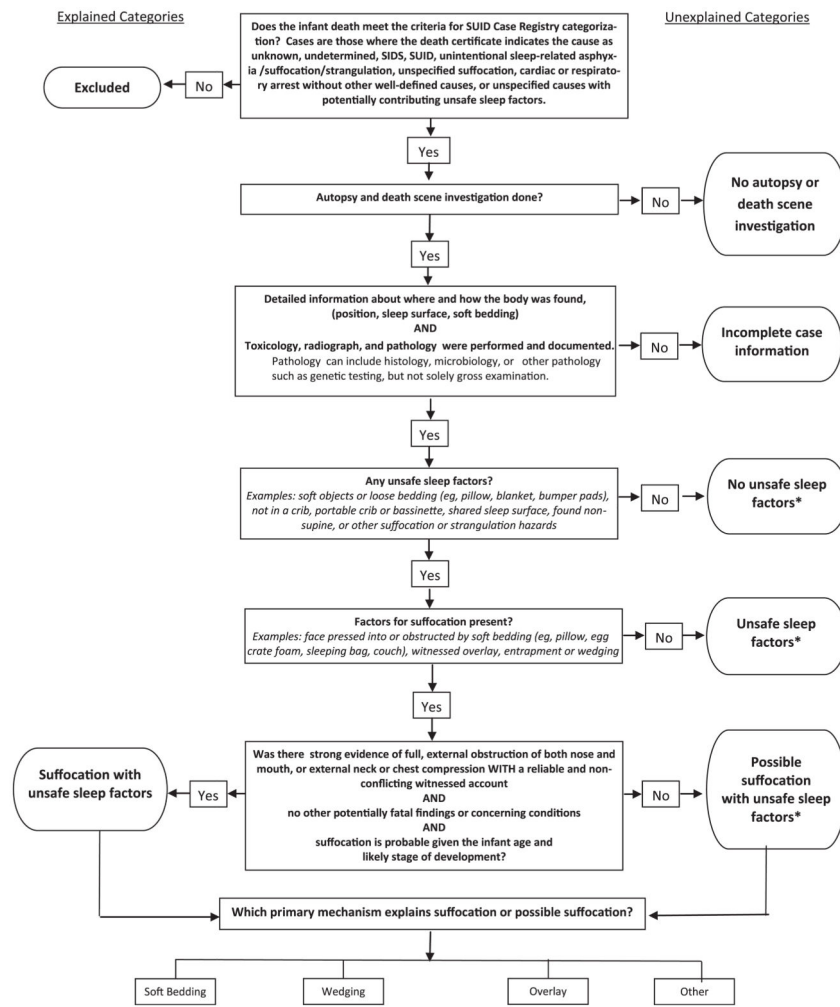 Explained Categories
Unexplained Categories
Does the infant death meet the criteria for SUID Case Registry categoriza-
tion? Cases are those where the death certificate indicates the cause as
unknown, undetermined, SIDS, SUID, unintentional sleep-related asphyx-
ia /suffocation/strangulation, unspecified suffocation, cardiac or respirato-
ry arrest without other well-defined causes, or unspecified causes with
potentially contributing unsafe sleep factors.
No
Excluded
Yes
Autopsy and death scene investigation done?
No
No autopsy or
death scene
investigation
Yes
Detailed information about where and how the body was found,
(position, sleep surface, soft bedding)
AND
Toxicology, radiograph, and pathology were performed and documented.
Pathology can include histology, microbiology, or other pathology
such as genetic testing, but not solely gross examination.
No
Incomplete case
information
Yes
Any unsafe sleep factors?
Examples: soft objects or loose bedding (eg, pillow, blanket, bumper pads),
not in a crib, portable crib or bassinette, shared sleep surface, found non-
supine, or other suffocation or strangulation hazards
No
No unsafe sleep
factors*
Yes
Factors for suffocation present?
Examples: face pressed into or obstructed by soft bedding (eg, pillow, egg
crate foam, sleeping bag, couch), witnessed overlay, entrapment or wedging
No
Unsafe sleep
factors*
Yes
Was there strong evidence of full, external obstruction of both nose and
mouth, or external neck or chest compression WITH a reliable and non-
conflicting witnessed account
AND
no other potentially fatal findings or concerning conditions
AND
suffocation is probable given the infant age and
likely stage of development?
Yes
Suffocation with
unsafe sleep factors
No
Possible
suffocation
with unsafe sleep
factors*
Which primary mechanism explains suffocation or possible suffocation?
Soft Bedding
Wedging
Overlay
Other